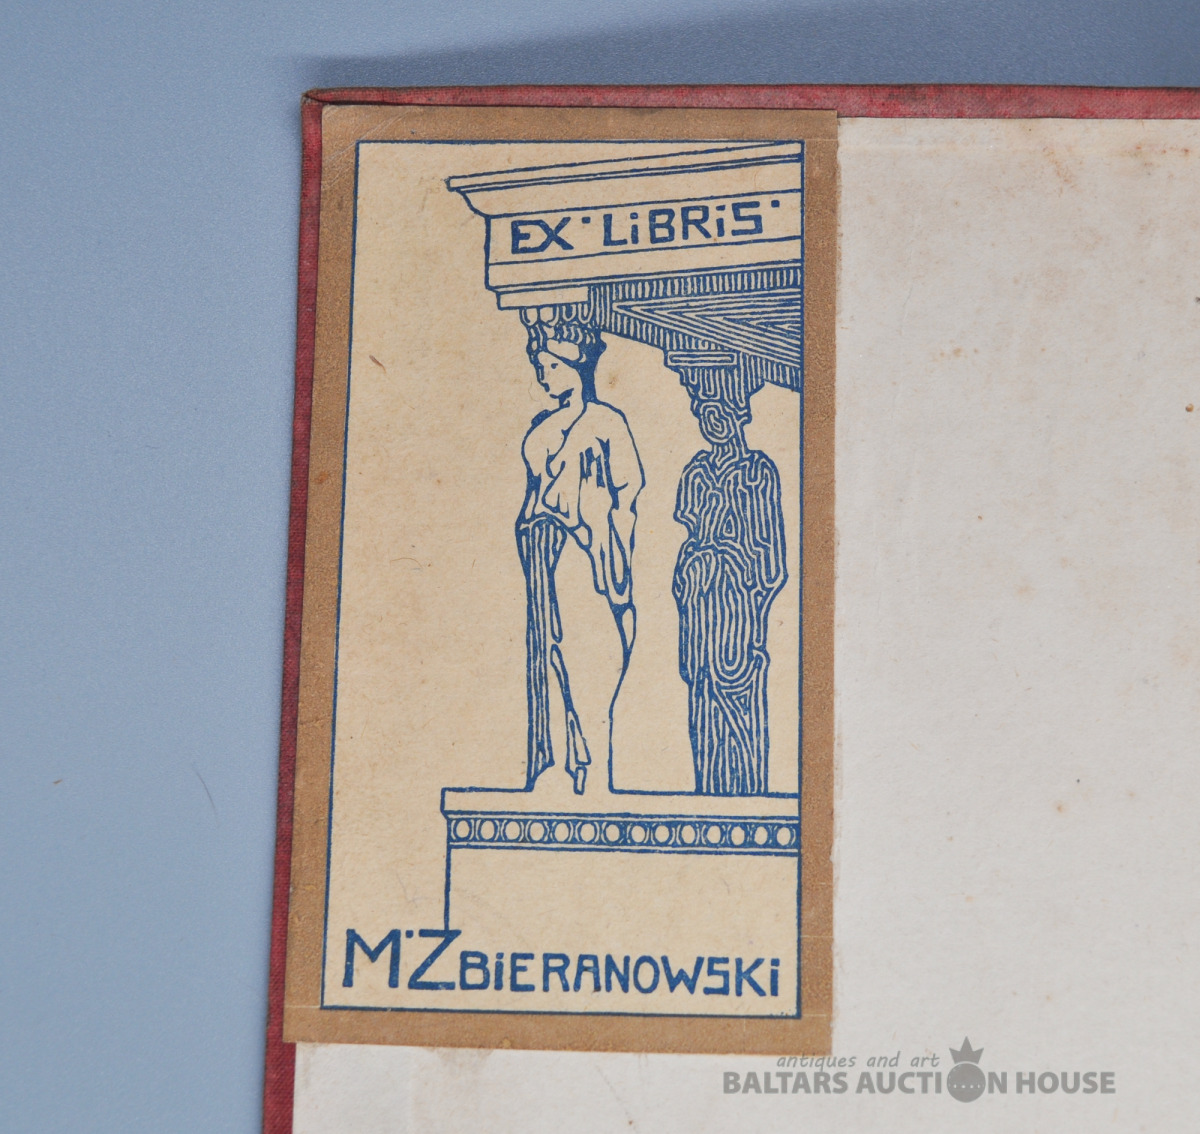 EX · LiBRiS ·
M·ZBiERANOWSKi
antiques and art
BALTARS AUCTION HOUSE